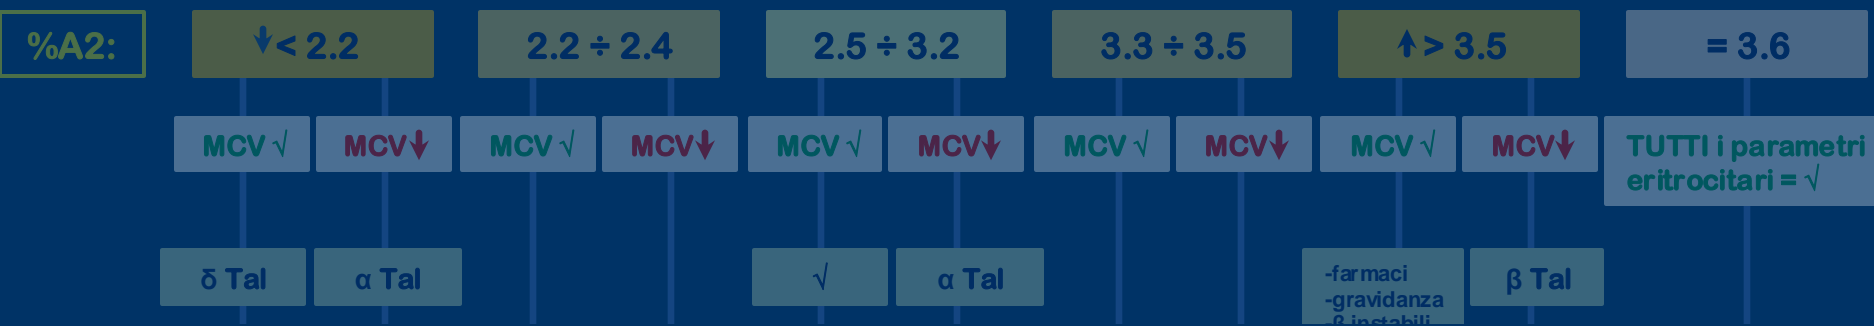 %A2:
↓< 2.2
2.2 ÷ 2.4
2.5 ÷ 3.2
3.3 ÷ 3.5
↑> 3.5
= 3.6
MCV √
MCV↓
MCV √
MCV↓
MCV √
MCV↓
MCV √
MCV↓
MCV √
MCV↓
TUTTI i parametri
eritrocitari = √
δ Tal
α Tal
√
α Tal
-farmaci
-gravidanza
-β instabili
β Tal